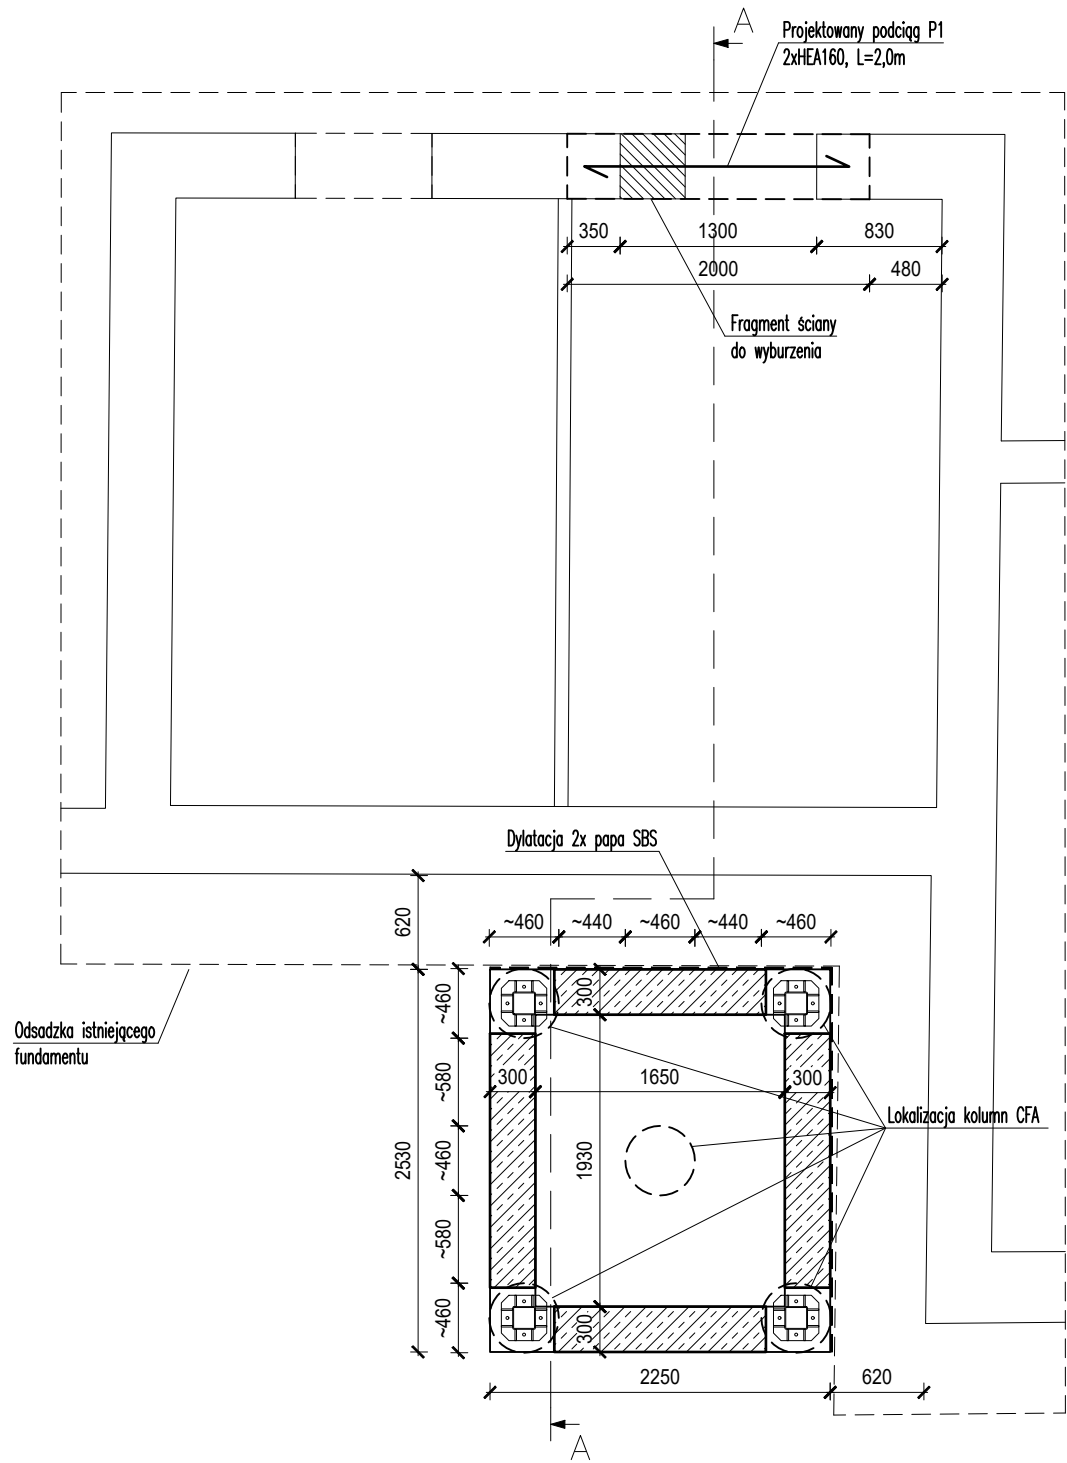 A
Projektowany podciąg P1
2xHEA160, L=2,0m
350
1300
830
2000
480
Fragment ściany
do wyburzenia
Dylatacja 2x papa SBS
620
~460
~440
~460
~440
~460
Odsadzka istniejącego
fundamentu
~460
300
~580
300
1650
300
Lokalizacja kolumn CFA
2530
~460
1930
~580
~460
300
2250
620
A